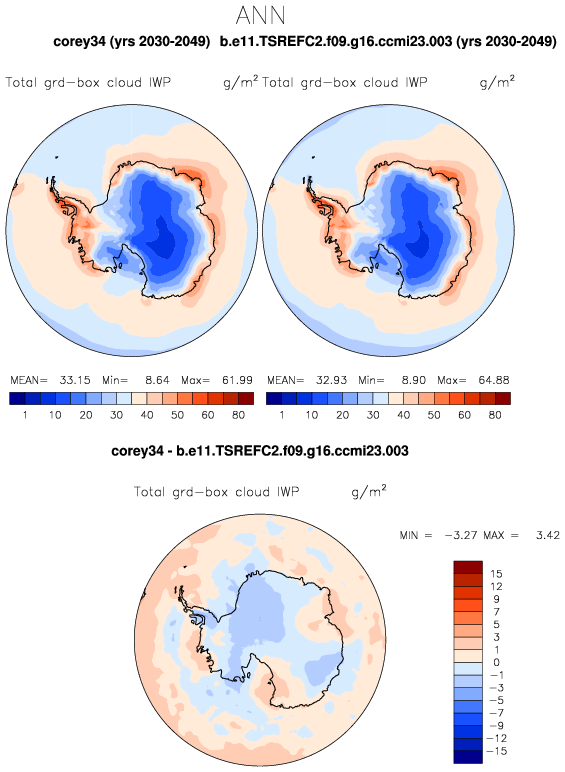 ANN
corey34 (yrs 2030-2049) b.e11.TSREFC2.f09.g16.ccmi23.003 (yrs 2030-2049)
Total grd-box cloud IWP g/m² Total grd-box cloud IWP g/m²
MEAN= 33.15 Min= 8.64 Max= 61.99 MEAN= 32.93 Min= 8.90 Max= 64.88
1 10 20 30 40 50 60 80 1 10 20 30 40 50 60 80
corey34 - b.e11.TSREFC2.f09.g16.ccmi23.003
Total grd-box cloud IWP g/m²
MIN = -3.27 MAX = 3.42
15
12
9
7
5
3
1
0
-1
-3
-5
-7
-9
-12
-15